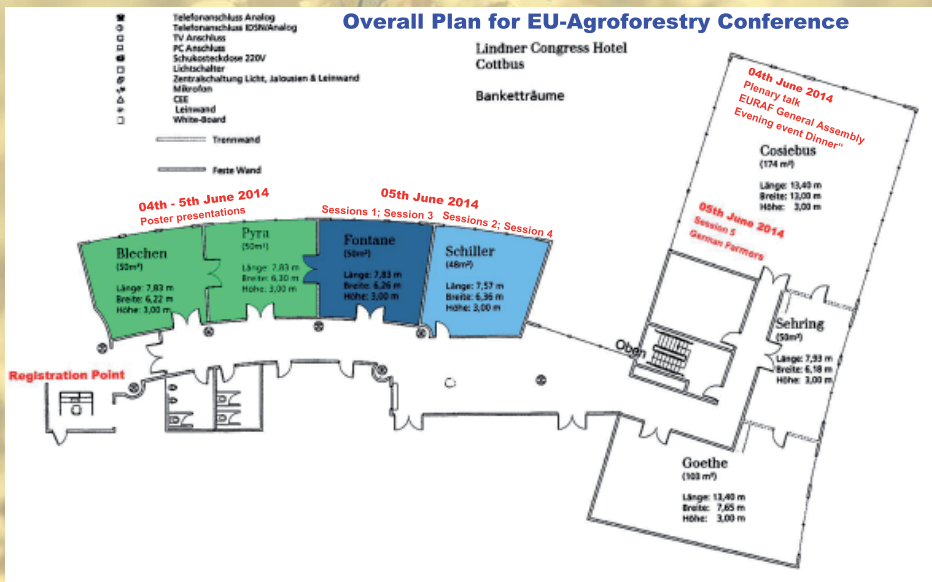 Overall Plan for EU-Agroforestry Conference
Telefonanschluss Analog
Telefonanschluss IDSN/Analog
TV Anschluss
PC Anschluss
Schukosteckdose 220V
Lichtschalter
Zentralschaltung Licht, Jalousien & Leinwand
Mikrofon
CEE
Leinwand
White-Board
Trennwand
Feste Wand
Lindner Congress Hotel
Cottbus
Banketträume
04th June 2014
Plenary talk
EURAF General Assembly
Evening event Dinner"
Cosiebus
(174 m²)
Länge: 13,40 m
Breite: 13,00 m
Höhe: 3,00 m
05th June 2014
Session 5
German Farmers
04th - 5th June 2014
Poster presentations
05th June 2014
Sessions 1; Session 3
Sessions 2; Session 4
Blechen
(50m²)
Länge: 7,83 m
Breite: 6,22 m
Höhe: 3,00 m
Pyra
(50m²)
Länge: 7,83 m
Breite: 6,30 m
Höhe: 3,00 m
Fontane
(50m²)
Länge: 7,83 m
Breite: 6,26 m
Höhe: 3,00 m
Schiller
(48m²)
Länge: 7,57 m
Breite: 6,36 m
Höhe: 3,00 m
Oben
Sehring
(50m²)
Länge: 7,93 m
Breite: 6,18 m
Höhe: 3,00 m
Registration Point
Goethe
(103 m²)
Länge: 13,40 m
Breite: 7,65 m
Höhe: 3,00 m